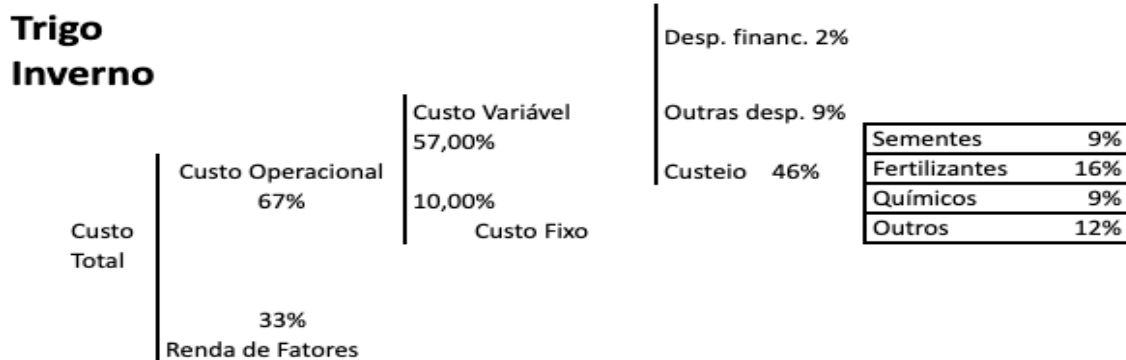 Trigo
Inverno
Desp. financ. 2%
Custo Variável
57,00%
Outras desp. 9%
Sementes 9%
Custo Operacional
67%
Custeio 46%
Fertilizantes 16%
10,00%
Químicos 9%
Custo
Total
Custo Fixo
Outros 12%
33%
Renda de Fatores